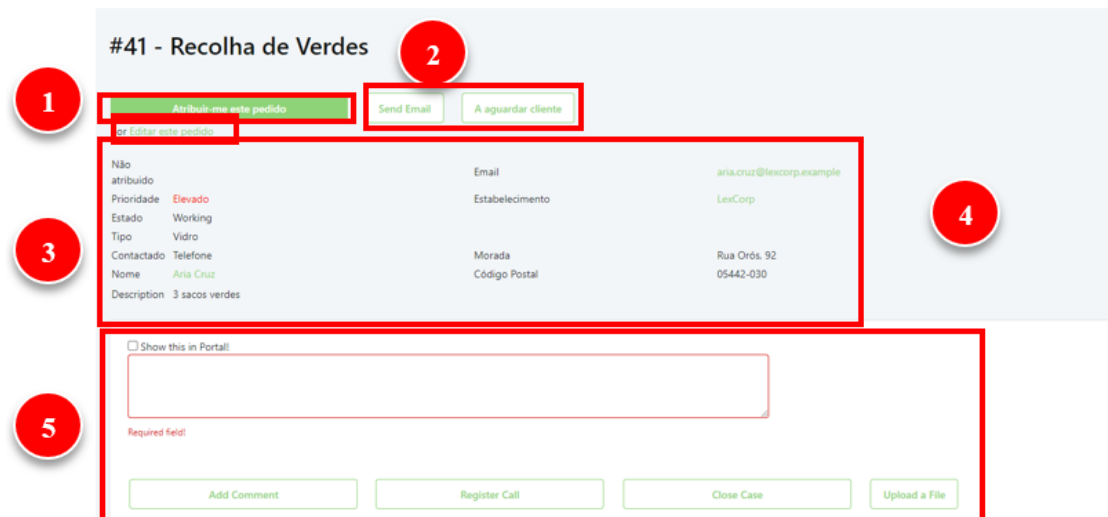 #41 - Recolha de Verdes
2
1
Atribuir-me este pedido
Send Email
A aguardar cliente
or Editar este pedido
Não atribuido
Email aria.cruz@lexcorp.example
Prioridade Elevado
Estabelecimento LexCorp
4
Estado Working
Tipo Vidro
3
Contactado Telefone
Morada Rua Orós, 92
Nome Aria Cruz
Código Postal 05442-030
Description 3 sacos verdes
Show this in Portal!
5
Required field!
Add Comment
Register Call
Close Case
Upload a File